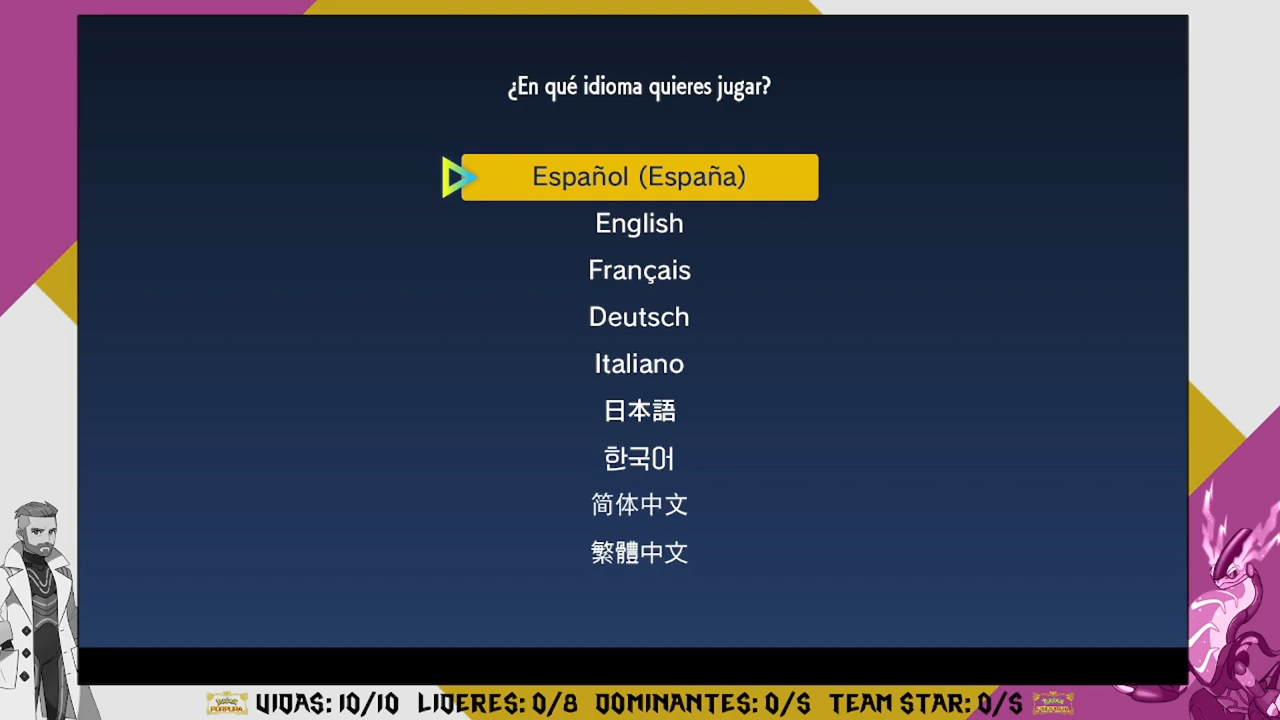 ¿En qué idioma quieres jugar?
Español (España)
English
Français
Deutsch
Italiano
日本語
한국어
简体中文
繁體中文
VIDAS: 10/10 LIDERES: 0/8 DOMINANTES: 0/5 TEAM STAR: 0/5